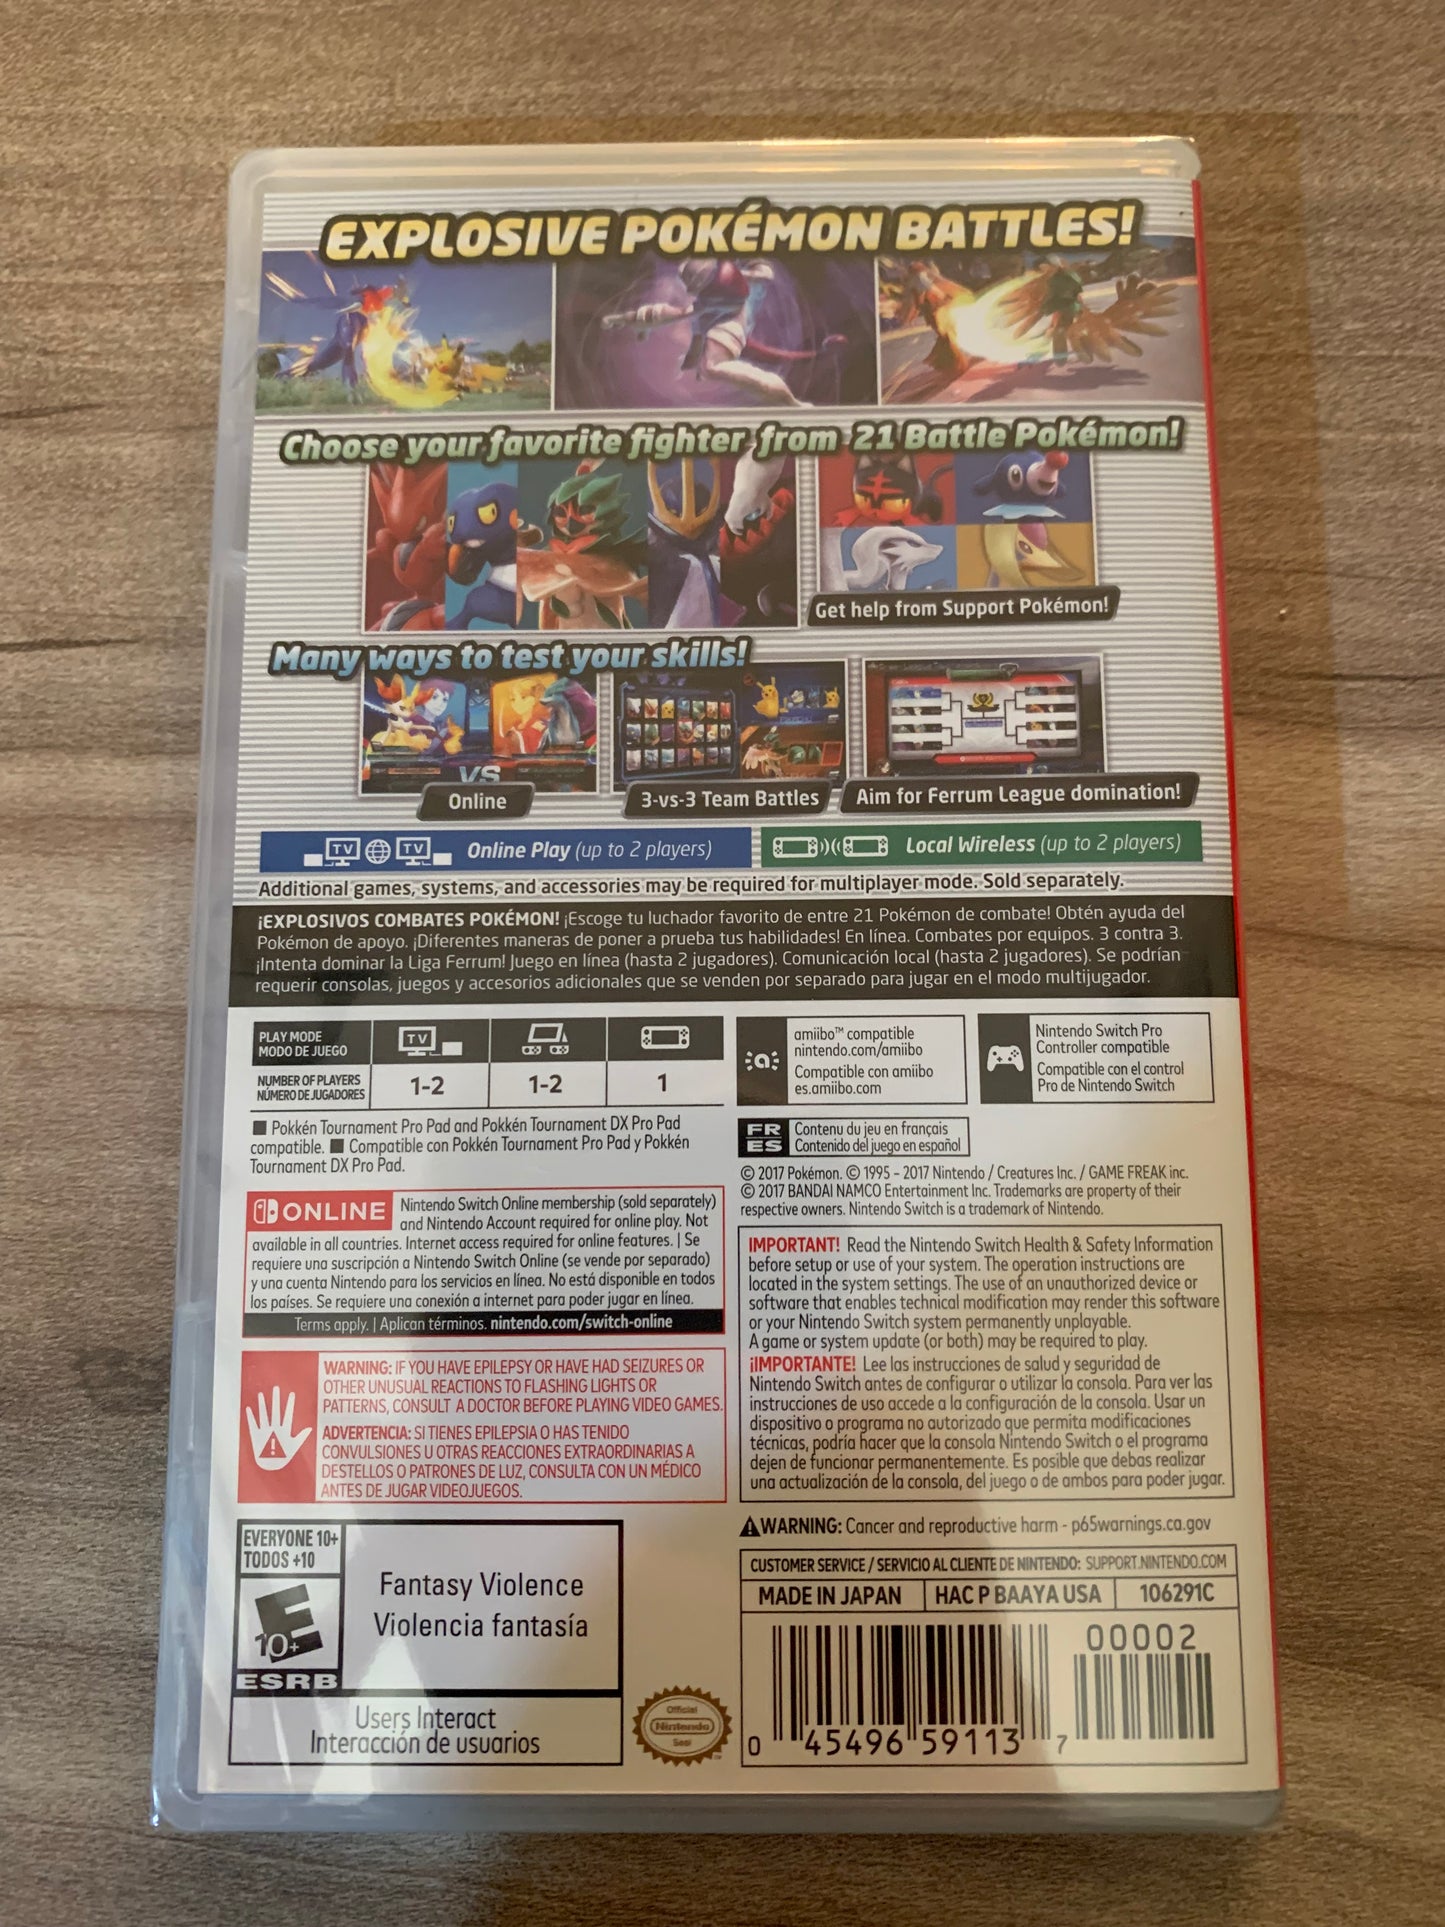 EXPLOSIVE POKÉMON BATTLES!
Choose your favorite fighter from 21 Battle Pokémon!
Get help from Support Pokémon!
Many ways to test your skills!
VS
Online
3-vs-3 Team Battles
Aim for Ferrum League domination!
TV TV Online Play (up to 2 players)
Local Wireless (up to 2 players)
Additional games, systems, and accessories may be required for multiplayer mode. Sold separately.
¡EXPLOSIVOS COMBATES POKÉMON! ¡Escoge tu luchador favorito de entre 21 Pokémon de combate! Obtén ayuda del
Pokémon de apoyo. ¡Diferentes maneras de poner a prueba tus habilidades! En línea. Combates por equipos. 3 contra 3.
¡Intenta dominar la Liga Ferrum! Juego en línea (hasta 2 jugadores). Comunicación local (hasta 2 jugadores). Se podrían
requerir consolas, juegos y accesorios adicionales que se venden por separado para jugar en el modo multijugador.
PLAY MODE
MODO DE JUEGO
TV
NUMBER OF PLAYERS
NÚMERO DE JUGADORES
1-2
1-2
1
■ Pokkén Tournament Pro Pad and Pokkén Tournament DX Pro Pad
compatible. ■ Compatible con Pokkén Tournament Pro Pad y Pokkén
Tournament DX Pro Pad.
amiibo™ compatible
nintendo.com/amiibo
Compatible con amiibo
es.amiibo.com
Nintendo Switch Pro
Controller compatible
Compatible con el control
Pro de Nintendo Switch
FR Contenu du jeu en français
ES Contenido del juego en español
© 2017 Pokémon. © 1995 – 2017 Nintendo / Creatures Inc. / GAME FREAK inc.
© 2017 BANDAI NAMCO Entertainment Inc. Trademarks are property of their
respective owners. Nintendo Switch is a trademark of Nintendo.
ONLINE Nintendo Switch Online membership (sold separately)
and Nintendo Account required for online play. Not
available in all countries. Internet access required for online features. | Se
requiere una suscripción a Nintendo Switch Online (se vende por separado)
y una cuenta Nintendo para los servicios en línea. No está disponible en todos
los países. Se requiere una conexión a internet para poder jugar en línea.
Terms apply. | Aplican términos. nintendo.com/switch-online
WARNING: IF YOU HAVE EPILEPSY OR HAVE HAD SEIZURES OR
OTHER UNUSUAL REACTIONS TO FLASHING LIGHTS OR
PATTERNS, CONSULT A DOCTOR BEFORE PLAYING VIDEO GAMES.
ADVERTENCIA: SI TIENES EPILEPSIA O HAS TENIDO
CONVULSIONES U OTRAS REACCIONES EXTRAORDINARIAS A
DESTELLOS O PATRONES DE LUZ, CONSULTA CON UN MÉDICO
ANTES DE JUGAR VIDEOJUEGOS.
IMPORTANT! Read the Nintendo Switch Health & Safety Information
before setup or use of your system. The operation instructions are
located in the system settings. The use of an unauthorized device or
software that enables technical modification may render this software
or your Nintendo Switch system permanently unplayable.
A game or system update (or both) may be required to play.
¡IMPORTANTE! Lee las instrucciones de salud y seguridad de
Nintendo Switch antes de configurar o utilizar la consola. Para ver las
instrucciones de uso accede a la configuración de la consola. Usar un
dispositivo o programa no autorizado que permita modificaciones
técnicas, podría hacer que la consola Nintendo Switch o el programa
dejen de funcionar permanentemente. Es posible que debas realizar
una actualización de la consola, del juego o de ambos para poder jugar.
WARNING: Cancer and reproductive harm - p65warnings.ca.gov
CUSTOMER SERVICE / SERVICIO AL CLIENTE DE NINTENDO: SUPPORT.NINTENDO.COM
MADE IN JAPAN
HAC P BAAYA USA
106291C
EVERYONE 10+
TODOS +10
E
10+
ESRB
Fantasy Violence
Violencia fantasía
Users Interact
Interacción de usuarios
Official
Nintendo
Seal
00002
0 45496 59113 7